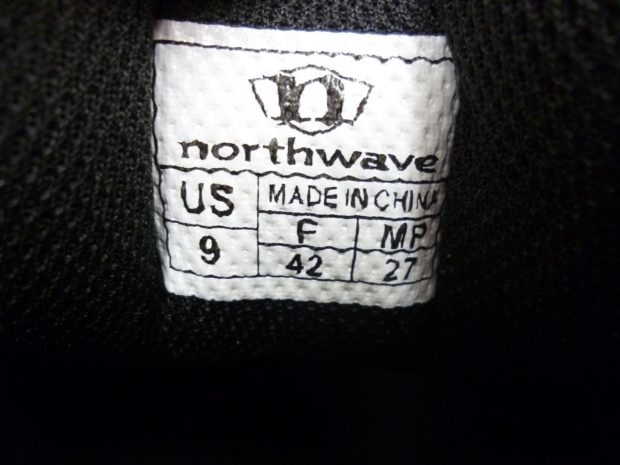 n
northwave
US MADE IN CHINA
F MP
9 42 27